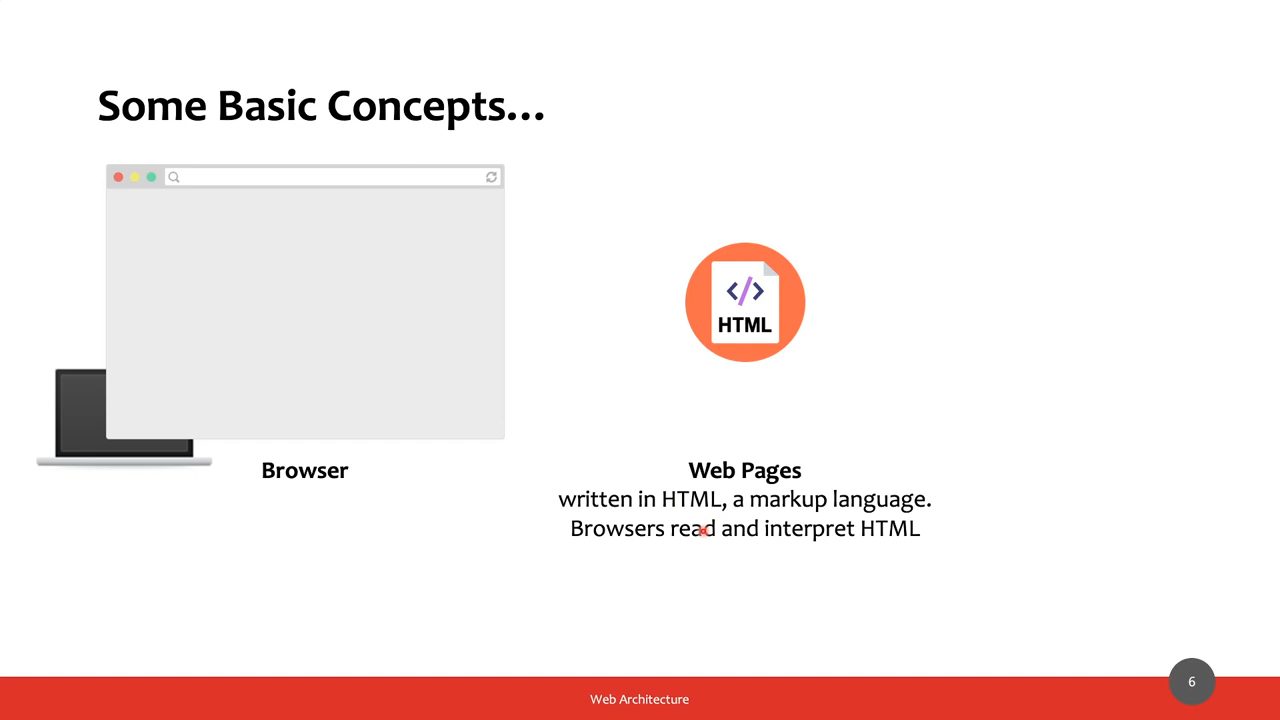 Some Basic Concepts...
</>
HTML
Browser
Web Pages
written in HTML, a markup language.
Browsers read and interpret HTML
Web Architecture
6